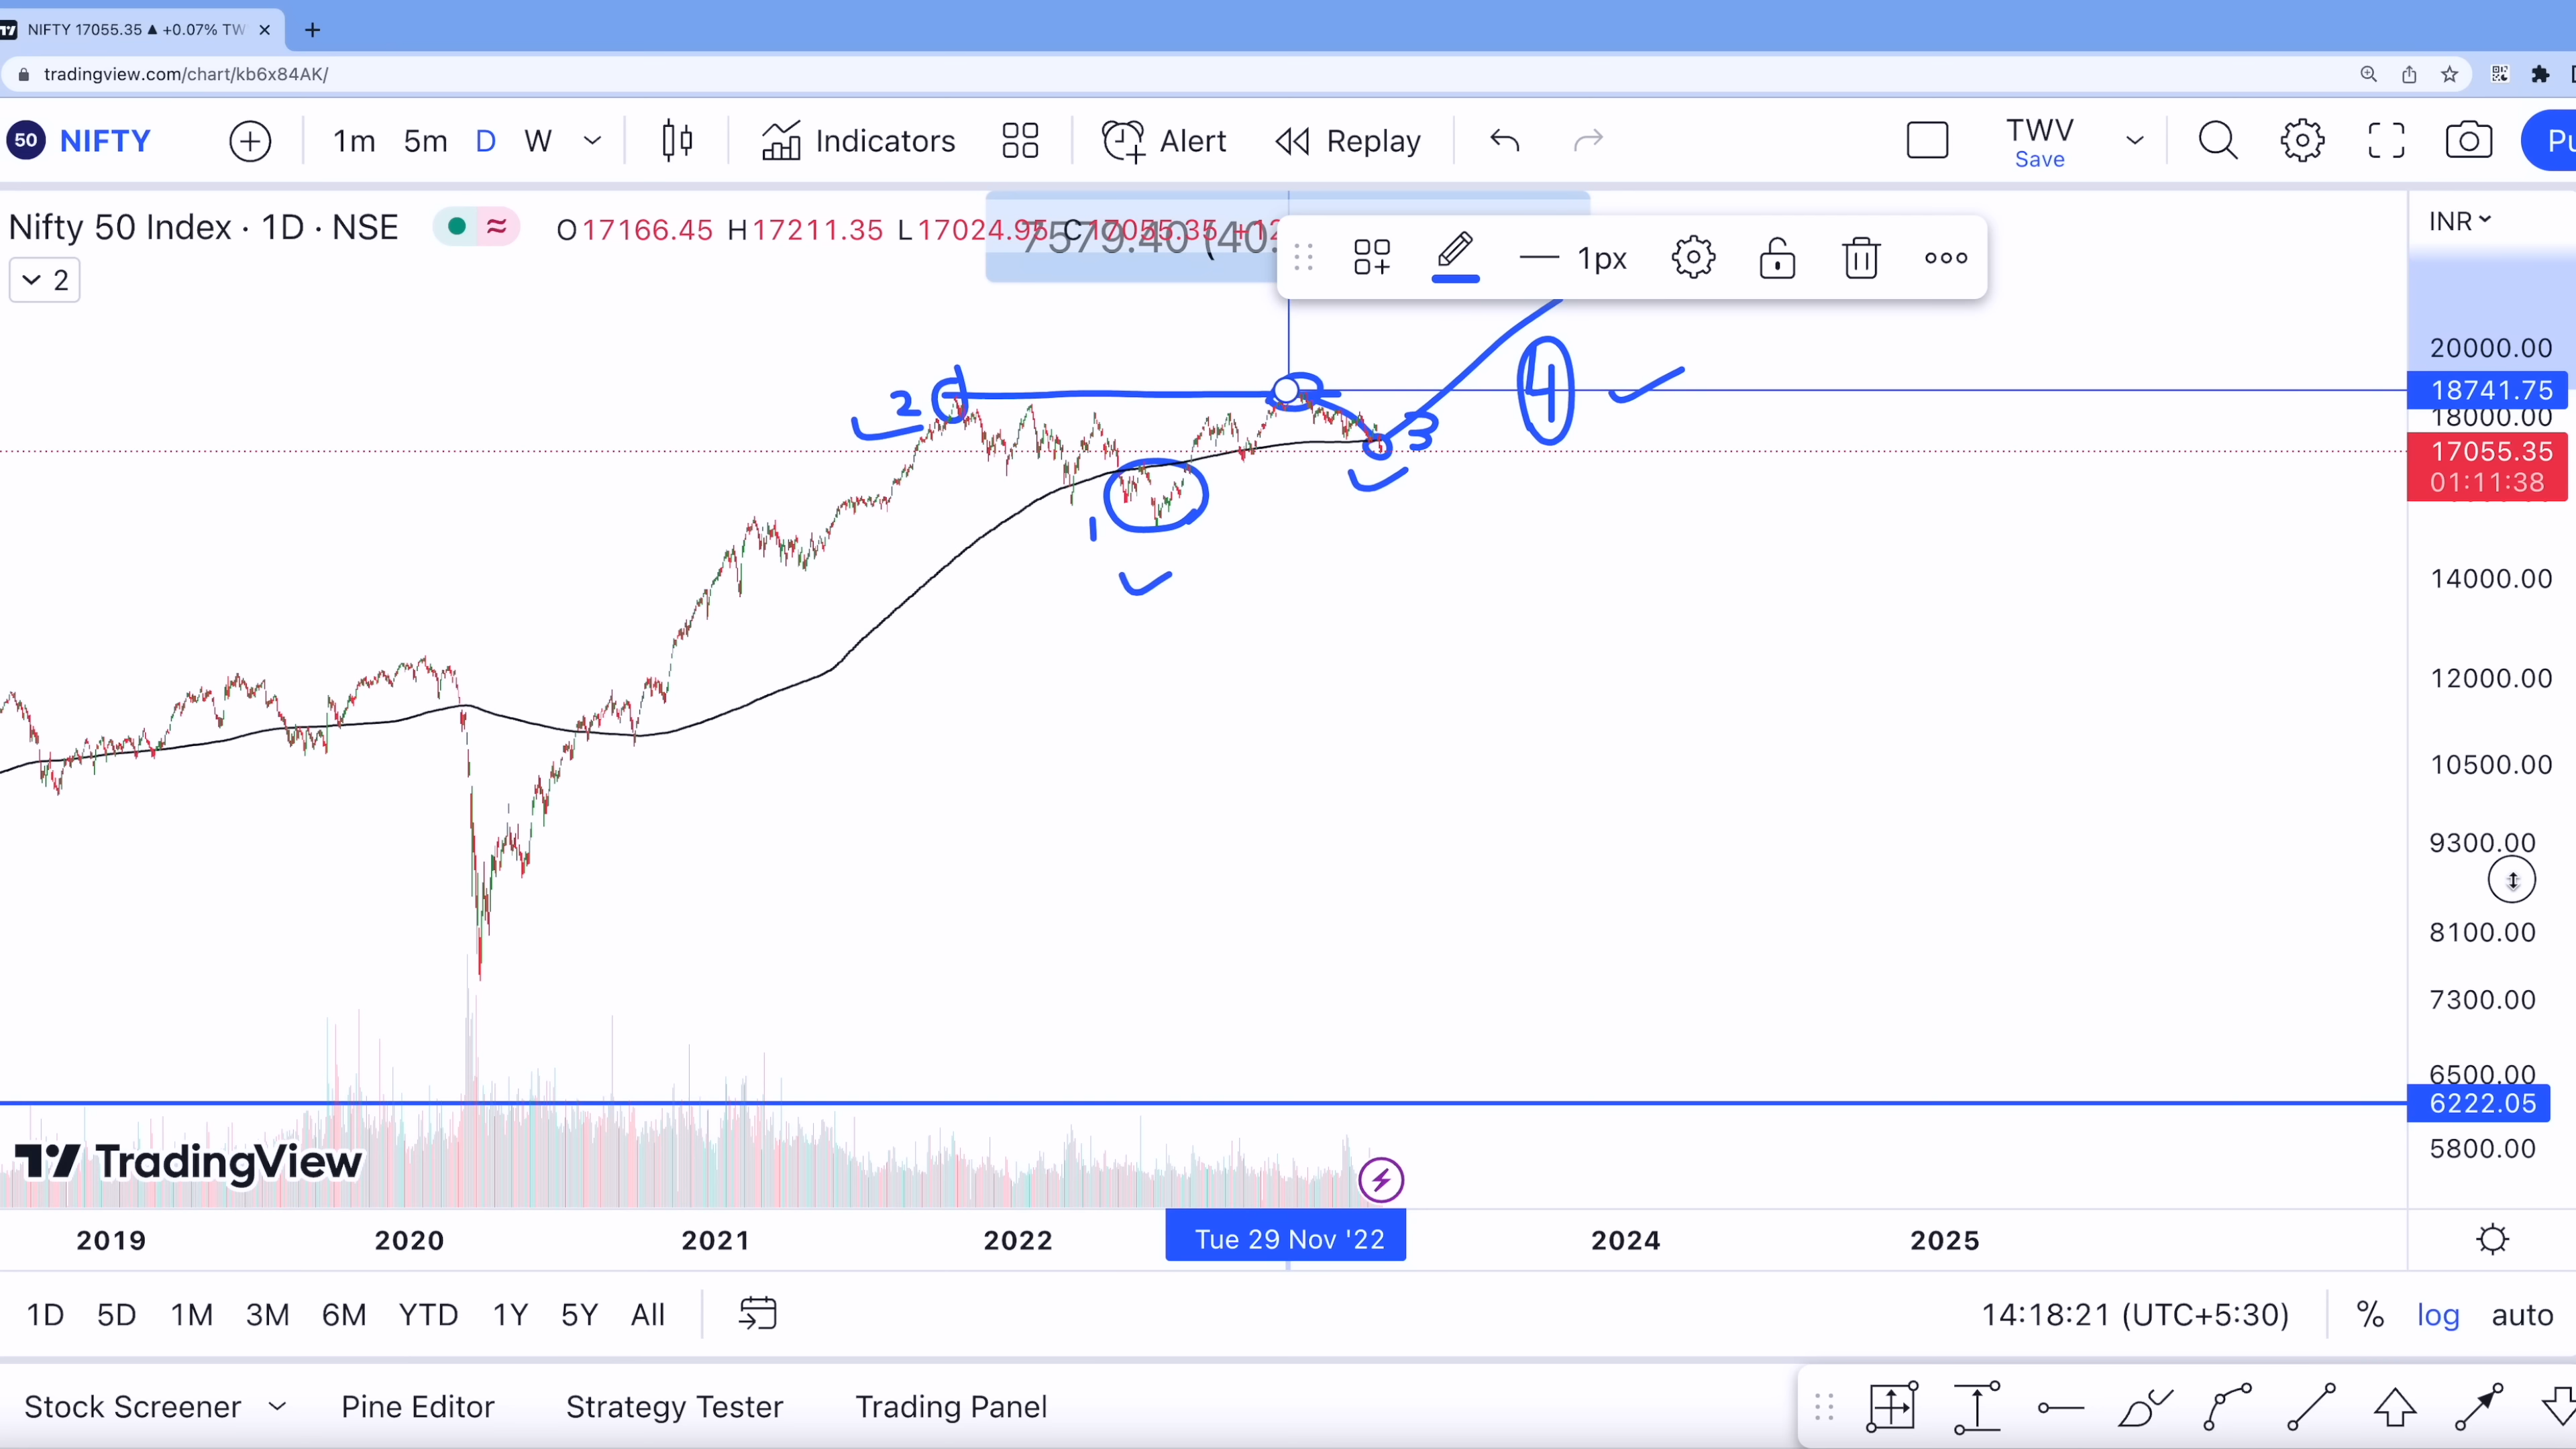 NIFTY 17055.35 ▲ +0.07% TW
tradingview.com/chart/kb6x84AK/
50 NIFTY 1m 5m D W Indicators Alert Replay TWV
Save
Pu
Nifty 50 Index · 1D · NSE O17166.45 H17211.35 L17024.95 C17055.35 +12
7579.40 (40.
1px
INR
2
20000.00
18741.75
18000.00
17055.35
01:11:38
14000.00
12000.00
10500.00
9300.00
8100.00
7300.00
6500.00
6222.05
5800.00
2
4
3
1
TradingView
2019 2020 2021 2022 Tue 29 Nov '22 2024 2025
1D 5D 1M 3M 6M YTD 1Y 5Y All 14:18:21 (UTC+5:30) % log auto
Stock Screener Pine Editor Strategy Tester Trading Panel